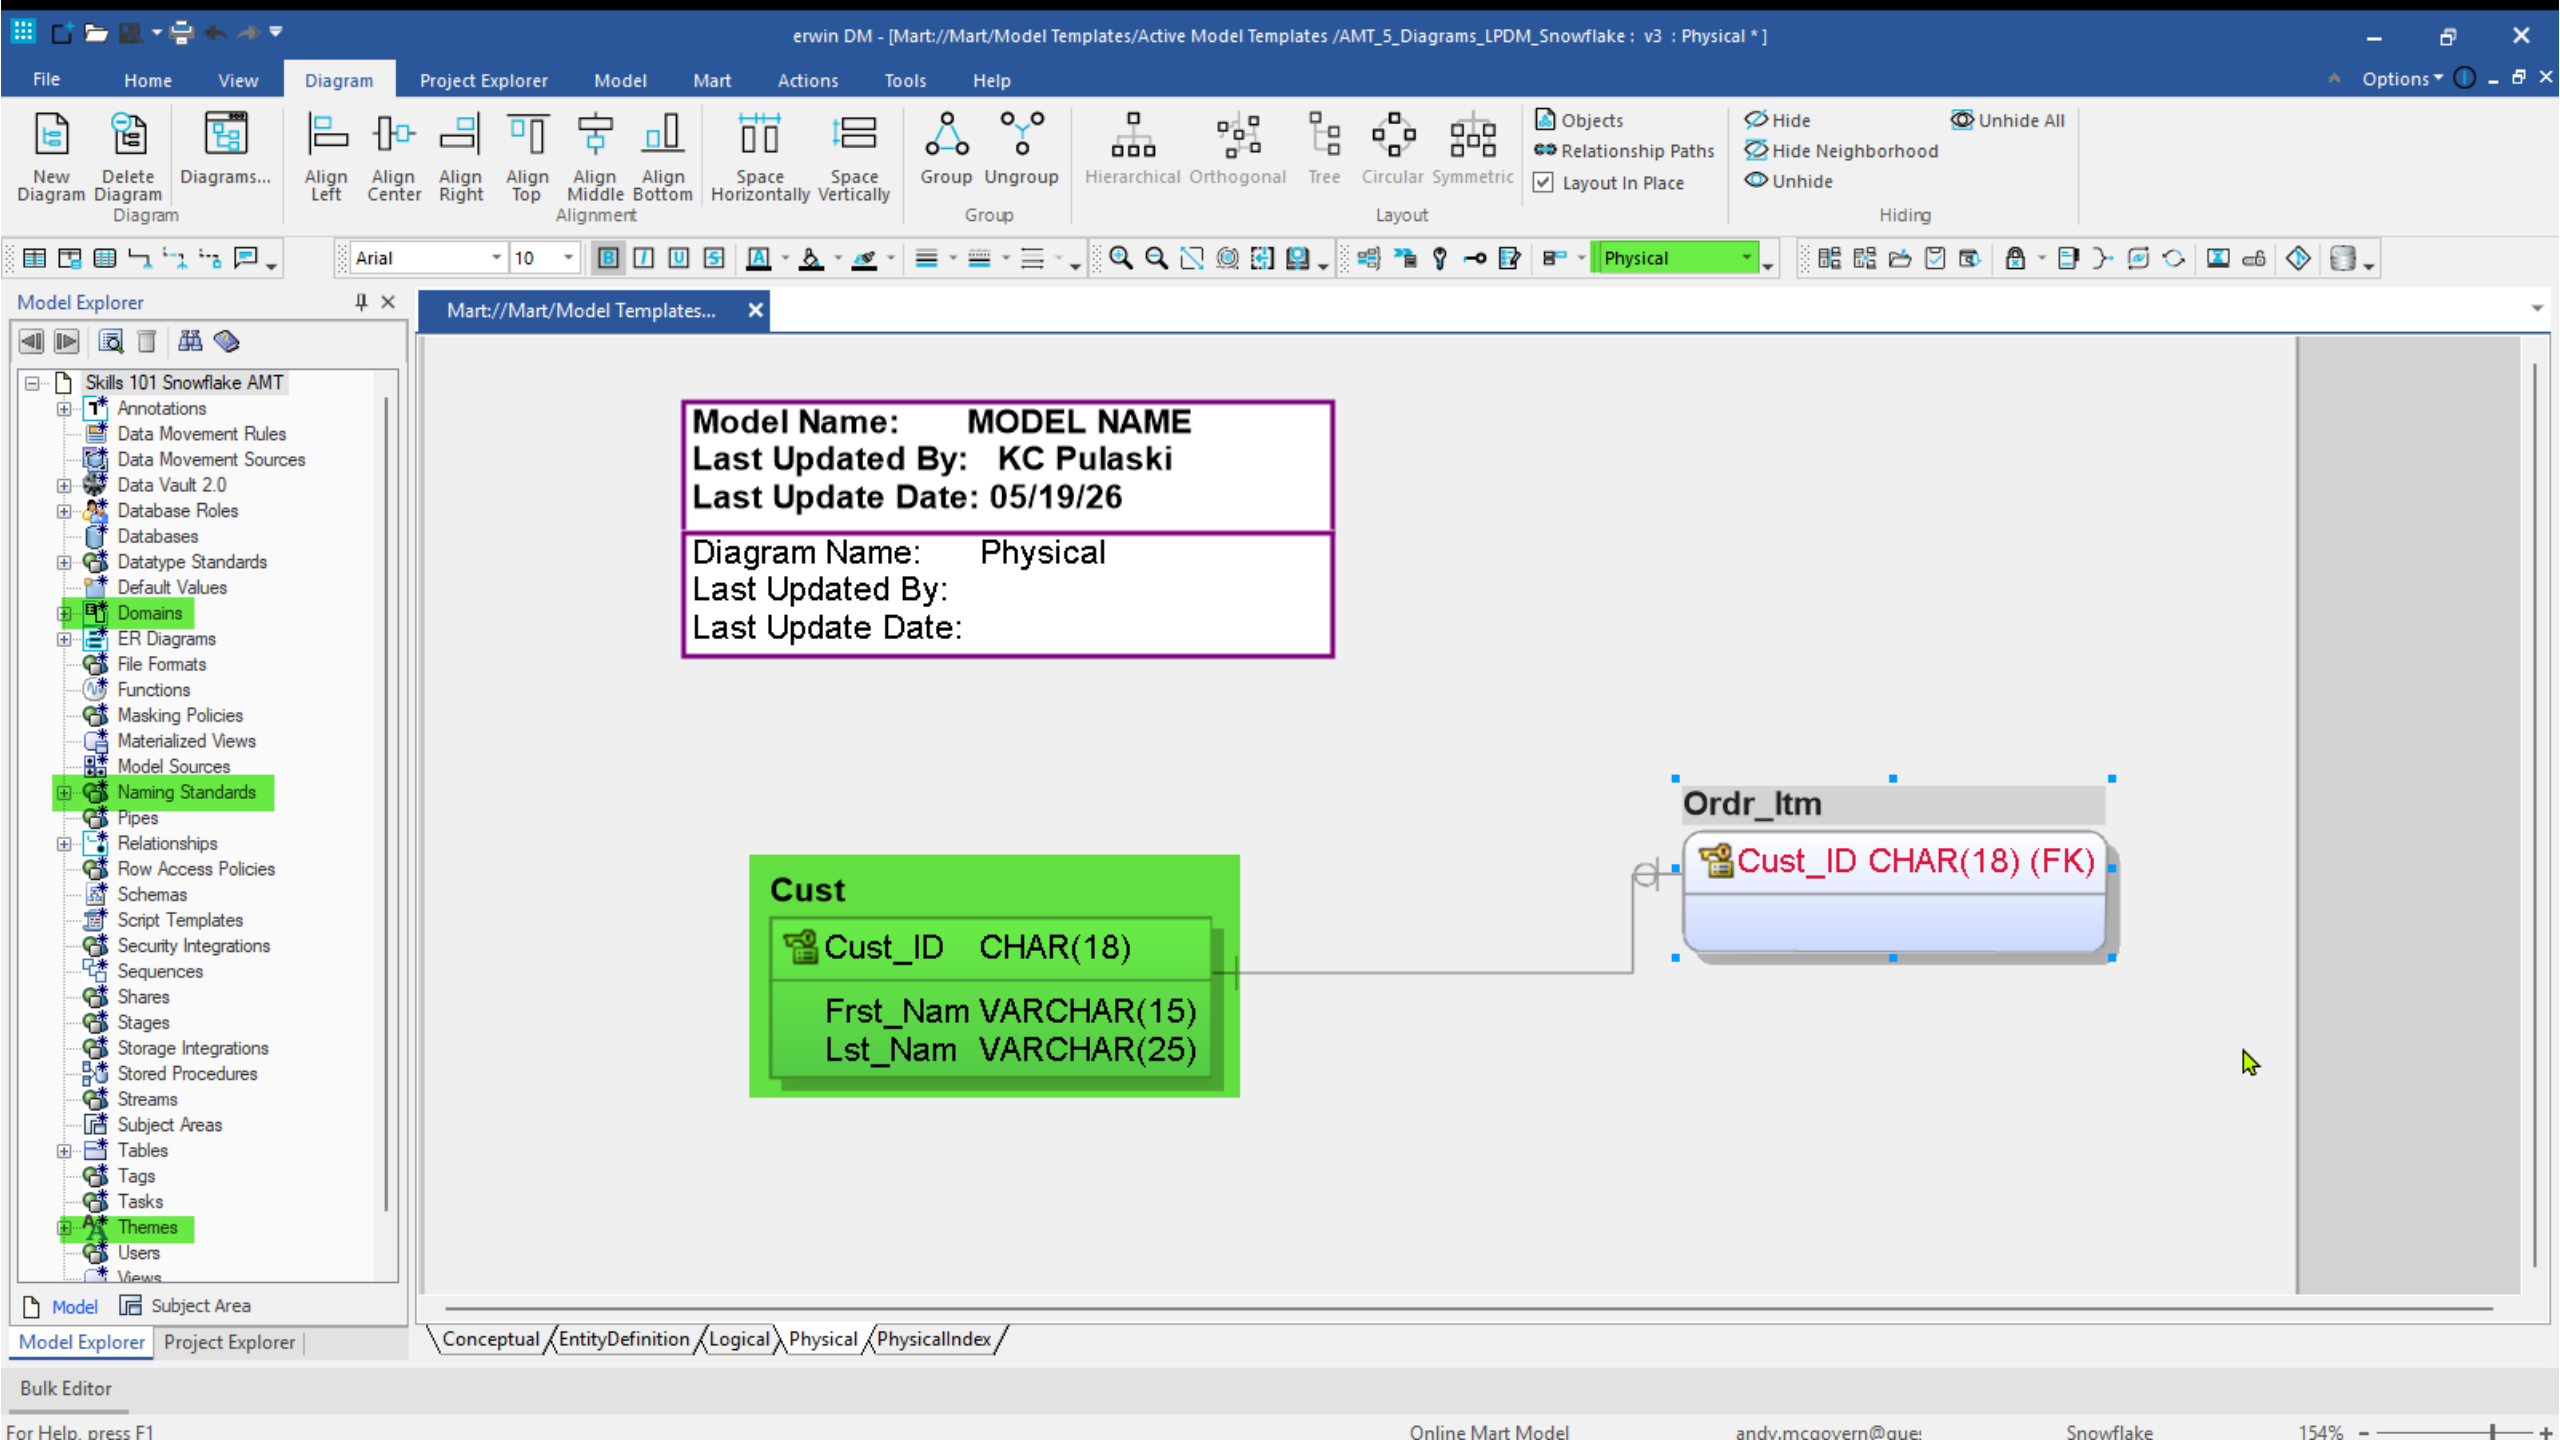 erwin DM - [Mart://Mart/Model Templates/Active Model Templates /AMT_5_Diagrams_LPDM_Snowflake : v3 : Physical * ]
File Home View Diagram Project Explorer Model Mart Actions Tools Help Options
New Diagram
Delete Diagram
Diagrams...
Diagram
Align Left
Align Center
Align Right
Align Top
Align Middle
Align Bottom
Space Horizontally
Space Vertically
Alignment
Group
Ungroup
Group
Hierarchical
Orthogonal
Tree
Circular
Symmetric
Objects
Relationship Paths
Layout In Place
Layout
Hide
Hide Neighborhood
Unhide
Unhide All
Hiding
Arial 10 Physical
Model Explorer
Mart://Mart/Model Templates...
Skills 101 Snowflake AMT
Annotations
Data Movement Rules
Data Movement Sources
Data Vault 2.0
Database Roles
Databases
Datatype Standards
Default Values
Domains
ER Diagrams
File Formats
Functions
Masking Policies
Materialized Views
Model Sources
Naming Standards
Pipes
Relationships
Row Access Policies
Schemas
Script Templates
Security Integrations
Sequences
Shares
Stages
Storage Integrations
Stored Procedures
Streams
Subject Areas
Tables
Tags
Tasks
Themes
Users
Views
Model Subject Area
Model Explorer Project Explorer
Model Name: MODEL NAME
Last Updated By: KC Pulaski
Last Update Date: 05/19/26
Diagram Name: Physical
Last Updated By:
Last Update Date:
Cust
Cust_ID CHAR(18)
Frst_Nam VARCHAR(15)
Lst_Nam VARCHAR(25)
Ordr_Itm
Cust_ID CHAR(18) (FK)
Conceptual EntityDefinition Logical Physical PhysicalIndex
Bulk Editor
For Help, press F1
Online Mart Model
andy.mcgovern@que
Snowflake
154%